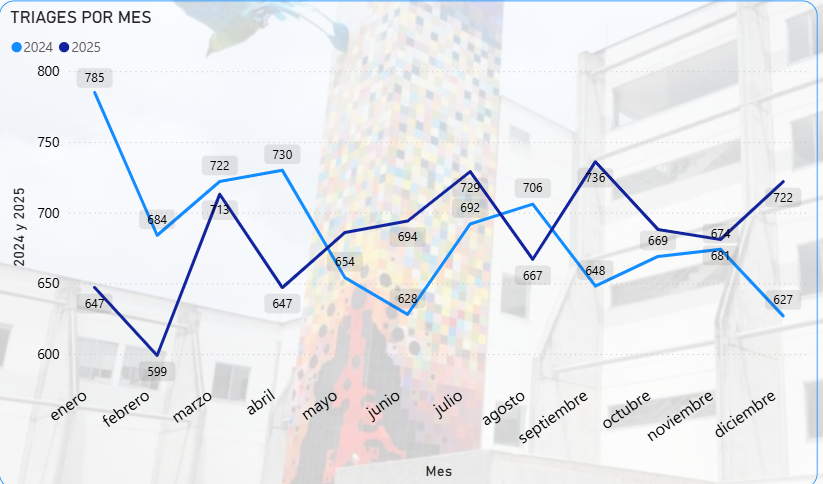 TRIAGES POR MES
2024 2025
800
750
700
650
600
2024 y 2025
785
684
722
730
654
628
692
706
648
669
674
627
647
599
713
647
694
729
667
736
681
722
enero
febrero
marzo
abril
mayo
junio
julio
agosto
septiembre
octubre
noviembre
diciembre
Mes